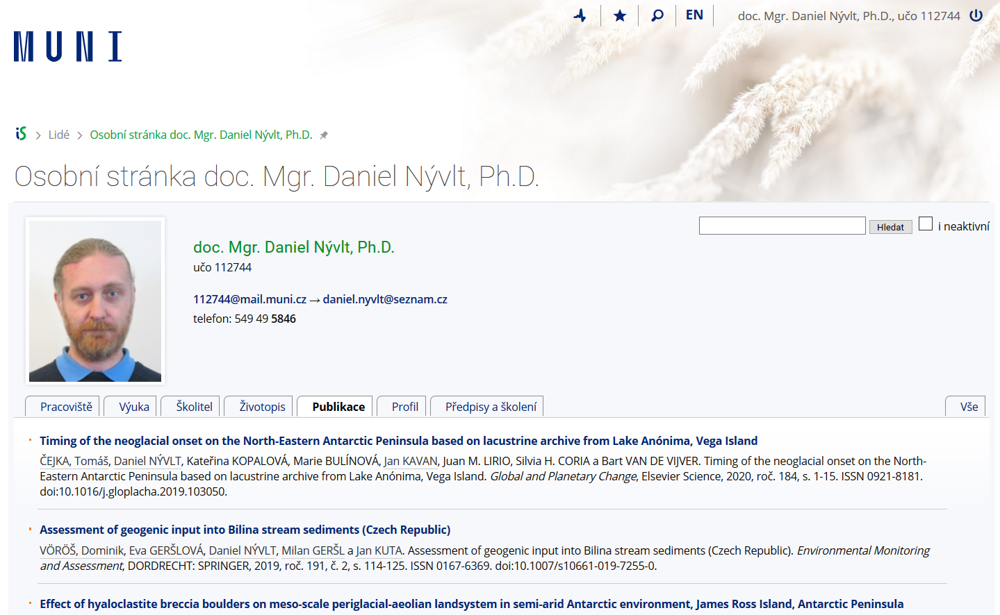 EN
doc. Mgr. Daniel Nývlt, Ph.D., učo 112744
MUNI
iS > Lidé > Osobní stránka doc. Mgr. Daniel Nývlt, Ph.D.
Osobní stránka doc. Mgr. Daniel Nývlt, Ph.D.
Hledat
i neaktivní
doc. Mgr. Daniel Nývlt, Ph.D.
učo 112744
112744@mail.muni.cz → daniel.nyvlt@seznam.cz
telefon: 549 49 5846
Pracoviště
Výuka
Školitel
Životopis
Publikace
Profil
Předpisy a školení
Vše
Timing of the neoglacial onset on the North-Eastern Antarctic Peninsula based on lacustrine archive from Lake Anónima, Vega Island
ČEJKA, Tomáš, Daniel NÝVLT, Kateřina KOPALOVÁ, Marie BULÍNOVÁ, Jan KAVAN, Juan M. LIRIO, Silvia H. CORIA a Bart VAN DE VIJVER. Timing of the neoglacial onset on the North-
Eastern Antarctic Peninsula based on lacustrine archive from Lake Anónima, Vega Island. Global and Planetary Change, Elsevier Science, 2020, roč. 184, s. 1-15. ISSN 0921-8181.
doi:10.1016/j.gloplacha.2019.103050.
Assessment of geogenic input into Bilina stream sediments (Czech Republic)
VÖRÖŠ, Dominik, Eva GERŠLOVÁ, Daniel NÝVLT, Milan GERŠL a Jan KUTA. Assessment of geogenic input into Bilina stream sediments (Czech Republic). Environmental Monitoring
and Assessment, DORDRECHT: SPRINGER, 2019, roč. 191, č. 2, s. 114-125. ISSN 0167-6369. doi:10.1007/s10661-019-7255-0.
Effect of hyaloclastite breccia boulders on meso-scale periglacial-aeolian landsystem in semi-arid Antarctic environment, James Ross Island, Antarctic Peninsula